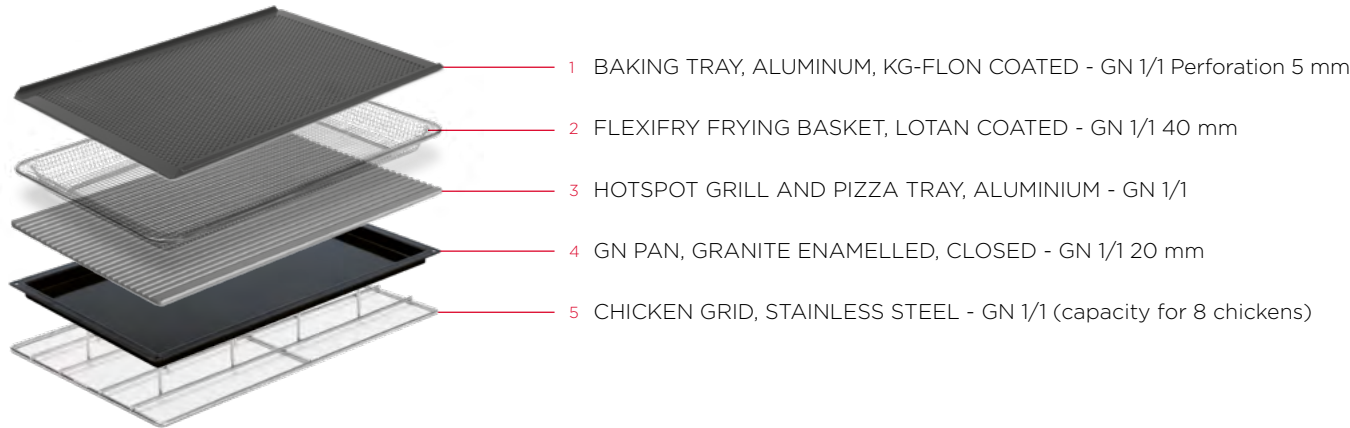 1 BAKING TRAY, ALUMINUM, KG-FLON COATED - GN 1/1 Perforation 5 mm
2 FLEXIFRY FRYING BASKET, LOTAN COATED - GN 1/1 40 mm
3 HOTSPOT GRILL AND PIZZA TRAY, ALUMINIUM - GN 1/1
4 GN PAN, GRANITE ENAMELLED, CLOSED - GN 1/1 20 mm
5 CHICKEN GRID, STAINLESS STEEL - GN 1/1 (capacity for 8 chickens)